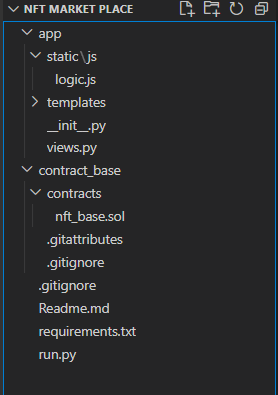 NFT MARKET PLACE
app
static\js
logic.js
templates
__init__.py
views.py
contract_base
contracts
nft_base.sol
.gitattributes
.gitignore
.gitignore
Readme.md
requirements.txt
run.py